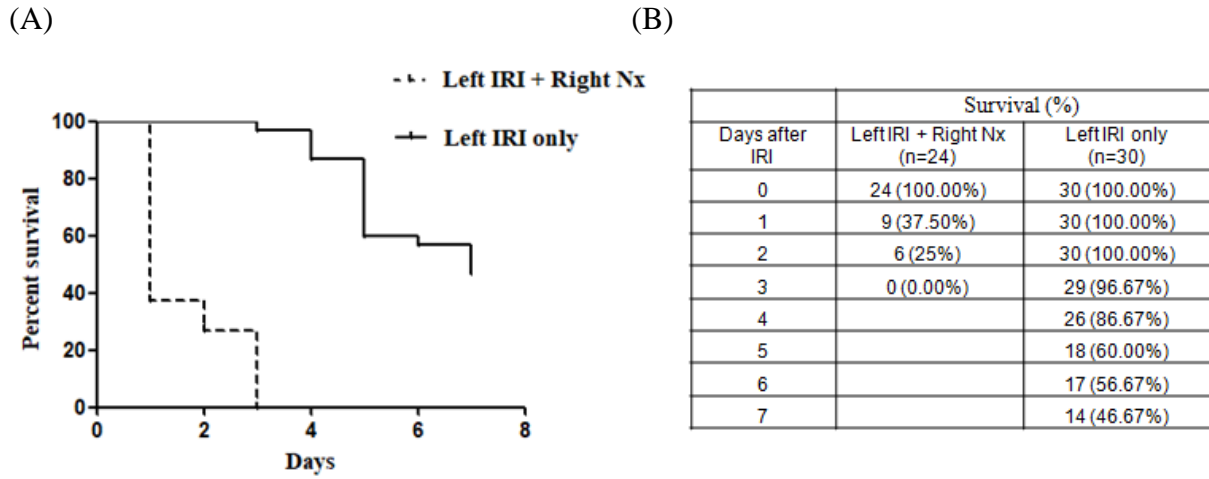 (A)
(B)
Left IRI + Right Nx
Left IRI only
Percent survival
100
80
60
40
20
0
0 2 4 6 8
Days
Survival (%)
Days after IRI
Left IRI + Right Nx (n=24)
Left IRI only (n=30)
0 24 (100.00%) 30 (100.00%)
1 9 (37.50%) 30 (100.00%)
2 6 (25%) 30 (100.00%)
3 0 (0.00%) 29 (96.67%)
4 26 (86.67%)
5 18 (60.00%)
6 17 (56.67%)
7 14 (46.67%)